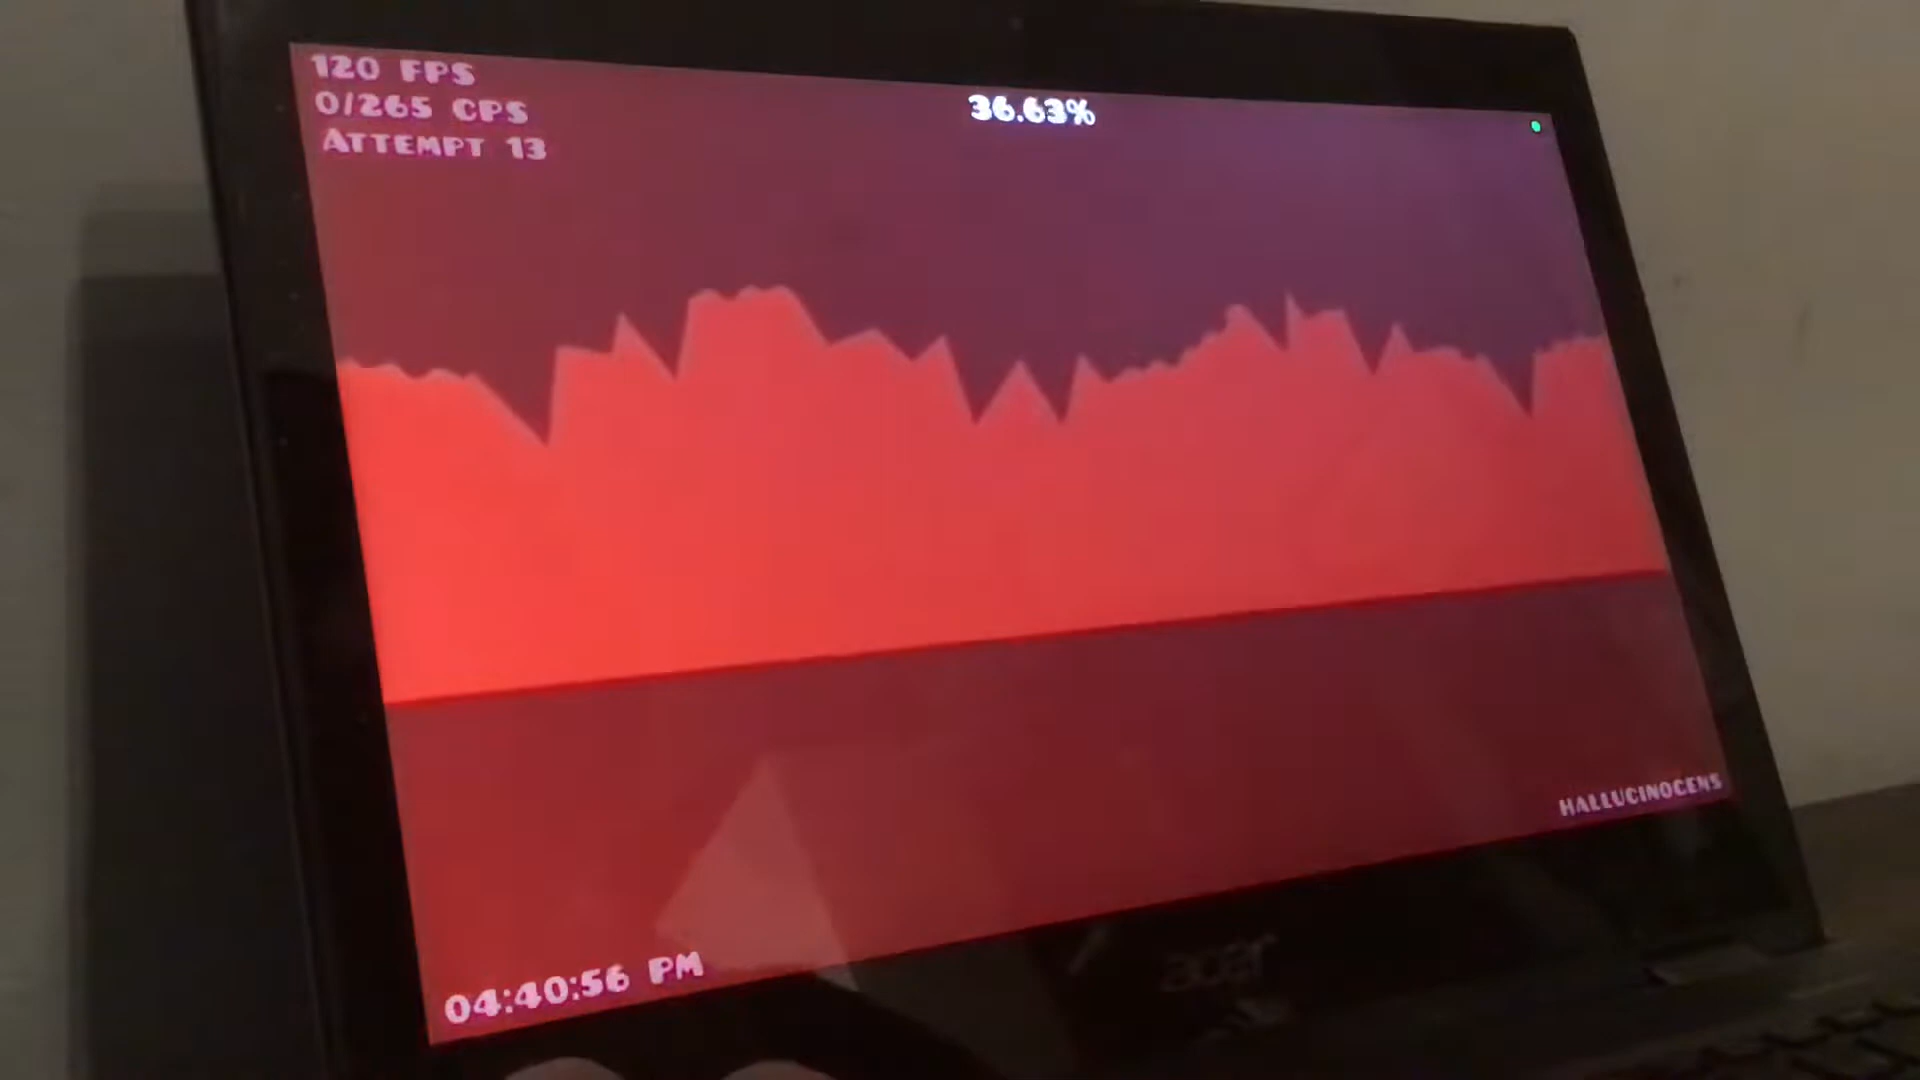 120 FPS
36.63%
0/265 CPS
ATTEMPT 13
HALLUCINOGENS
04:40:56 PM
acer